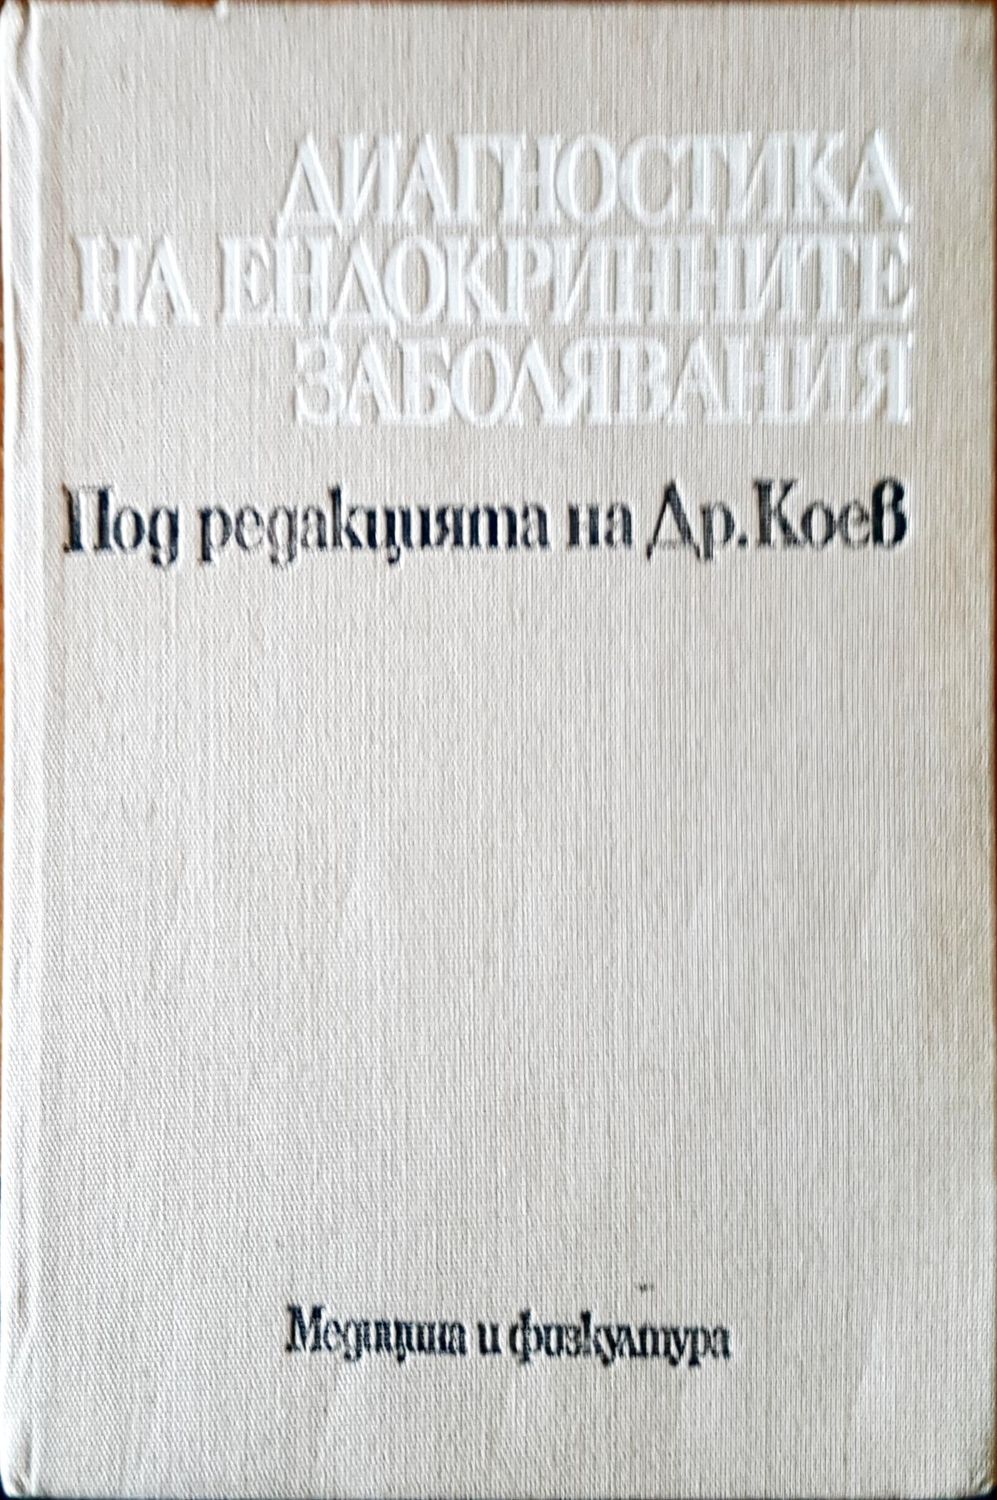 ДИАГНОСТИКА
НА ЕНДОКРИННИТЕ
ЗАБОЛЯВАНИЯ
Под редакцията на Др. Коев
Медицина и физкултура